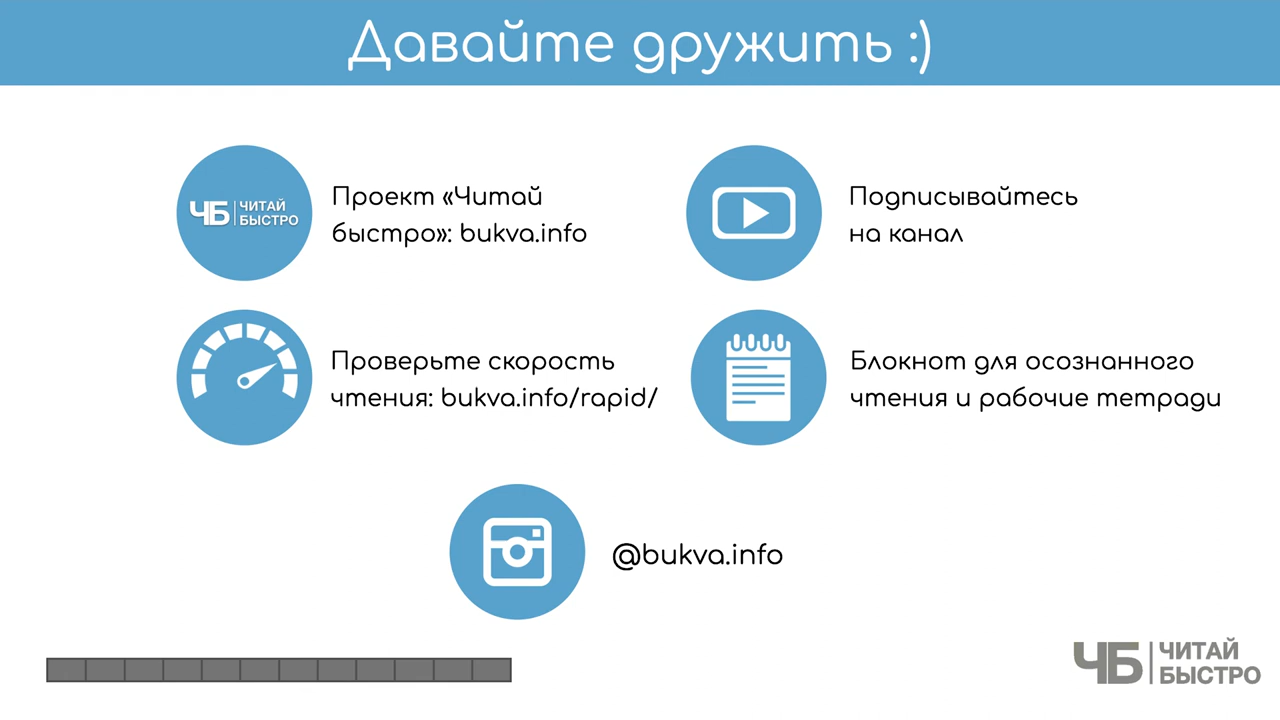 Давайте дружить :)
ЧБ ЧИТАЙ
БЫСТРО
Проект «Читай
быстро»: bukva.info
Подписывайтесь
на канал
Проверьте скорость
чтения: bukva.info/rapid/
Блокнот для осознанного
чтения и рабочие тетради
@bukva.info
ЧБ ЧИТАЙ
БЫСТРО